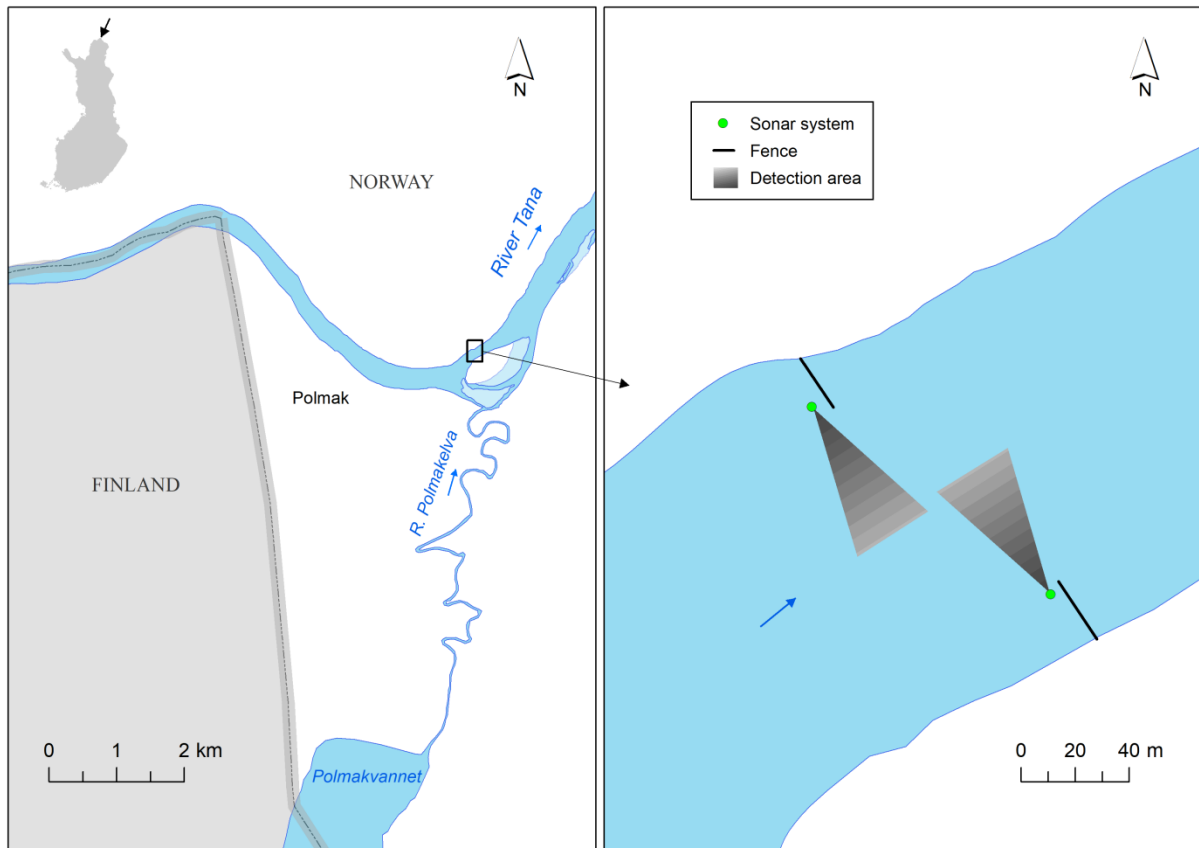 N
NORWAY
River Tana
Polmak
FINLAND
R. Polmakelva
0 1 2 km
Polmakvannet
N
Sonar system
Fence
Detection area
0 20 40 m